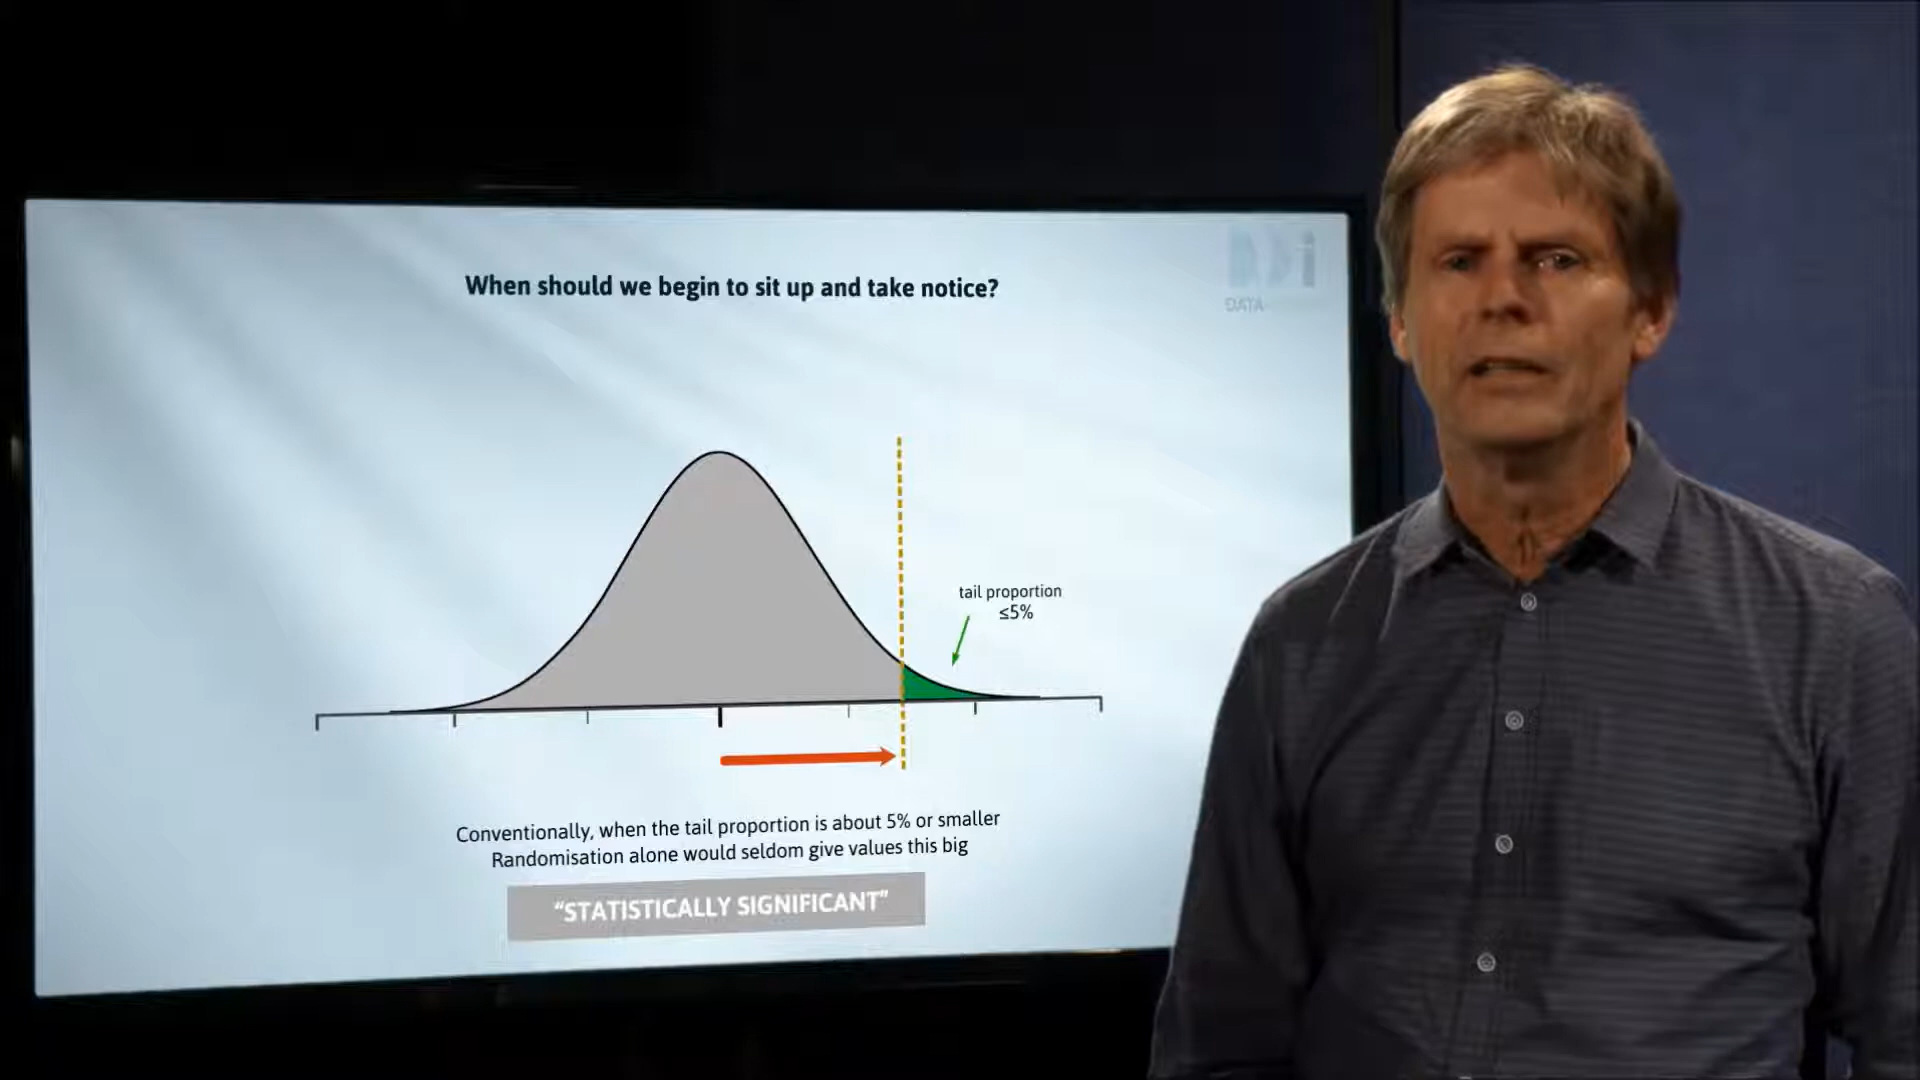 When should we begin to sit up and take notice?
DATA
tail proportion
≤5%
Conventionally, when the tail proportion is about 5% or smaller
Randomisation alone would seldom give values this big
“STATISTICALLY SIGNIFICANT”